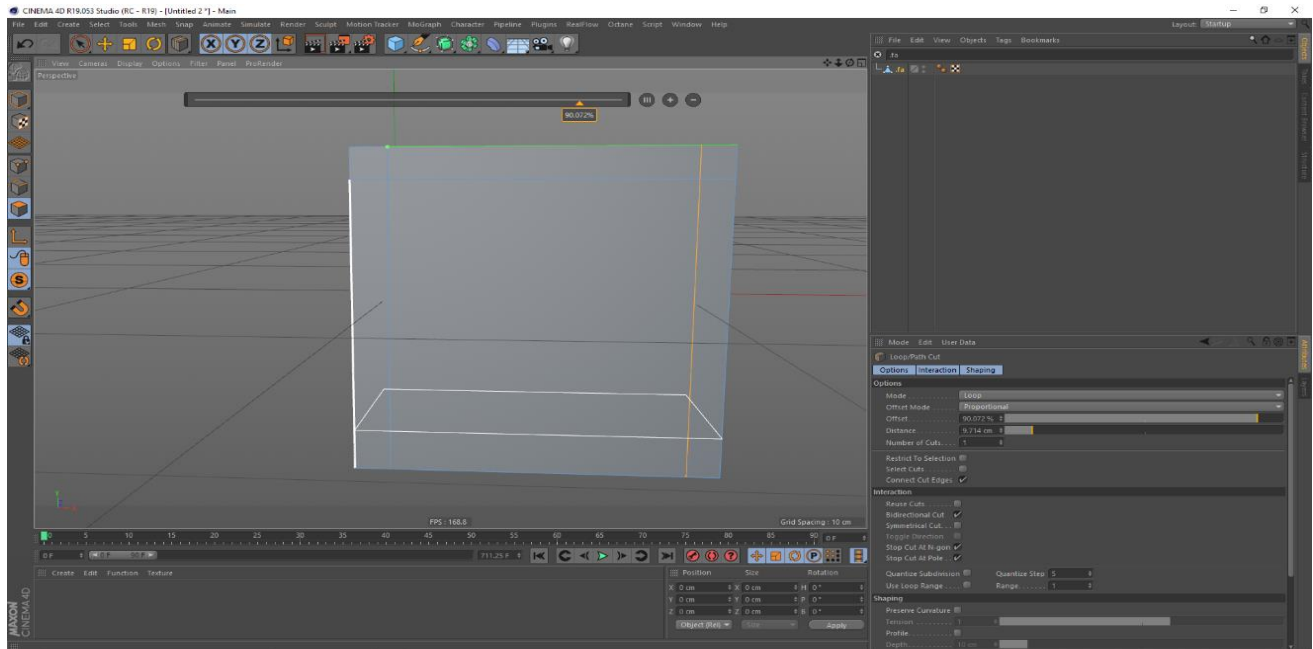 CINEMA 4D R19.053 Studio (RC - R19) - [Untitled 2 *] - Main
File Edit Create Select Tools Mesh Snap Animate Simulate Render Sculpt Motion Tracker MoGraph Character Pipeline Plugins RealFlow Octane Script Window Help Layout: Startup
X Y Z
File Edit View Objects Tags Bookmarks
View Cameras Display Options Filter Panel ProRender
Perspective
90.072%
Mode Edit User Data
Attributes
Loop/Path Cut
Options Interaction Shaping
Options
Mode Loop
Offset Mode Proportional
Offset 90.072 %
Distance 9.714 cm
Number of Cuts 1
Restrict To Selection
Select Cuts
Connect Cut Edges
Interaction
Reuse Cuts
Bidirectional Cut
Symmetrical Cut
Toggle Direction
Stop Cut At N-gon
Stop Cut At Pole
Quantize Subdivision Quantize Step 5
Use Loop Range Range 1
Shaping
Preserve Curvature
Tension 1
Profile
Depth 10 cm
FPS : 168.8 Grid Spacing : 10 cm
0 5 10 15 20 25 30 35 40 45 50 55 60 65 70 75 80 85 90 0 F
0 F 0 F 90 F 711.25 F
Create Edit Function Texture
Position Size Rotation
X 0 cm X 0 cm H 0 °
Y 0 cm Y 0 cm P 0 °
Z 0 cm Z 0 cm B 0 °
Object (Rel) Size Apply
MAXON
CINEMA 4D